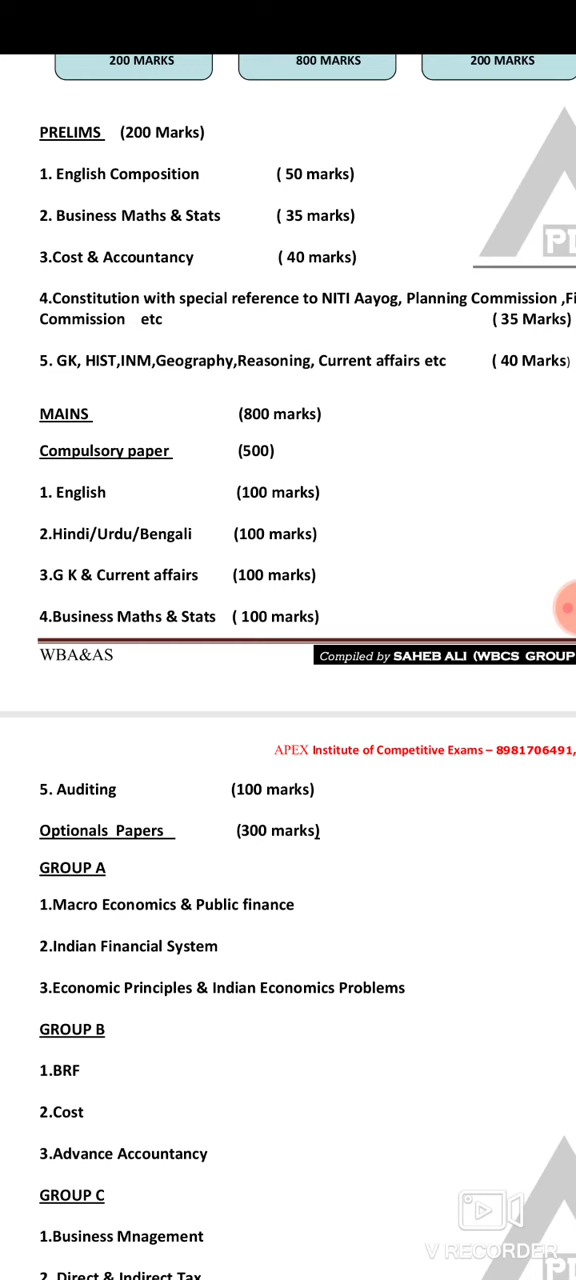 200 MARKS 800 MARKS 200 MARKS
PRELIMS (200 Marks)
1. English Composition ( 50 marks)
2. Business Maths & Stats ( 35 marks)
3.Cost & Accountancy ( 40 marks)
4.Constitution with special reference to NITI Aayog, Planning Commission ,Fi
Commission etc ( 35 Marks)
5. GK, HIST,INM,Geography,Reasoning, Current affairs etc ( 40 Marks)
MAINS (800 marks)
Compulsory paper (500)
1. English (100 marks)
2.Hindi/Urdu/Bengali (100 marks)
3.G K & Current affairs (100 marks)
4.Business Maths & Stats ( 100 marks)
WBA&AS Compiled by SAHEB ALI (WBCS GROUP
APEX Institute of Competitive Exams – 8981706491,
5. Auditing (100 marks)
Optionals Papers (300 marks)
GROUP A
1.Macro Economics & Public finance
2.Indian Financial System
3.Economic Principles & Indian Economics Problems
GROUP B
1.BRF
2.Cost
3.Advance Accountancy
GROUP C
1.Business Mnagement
2. Direct & Indirect Tax
V RECORDER